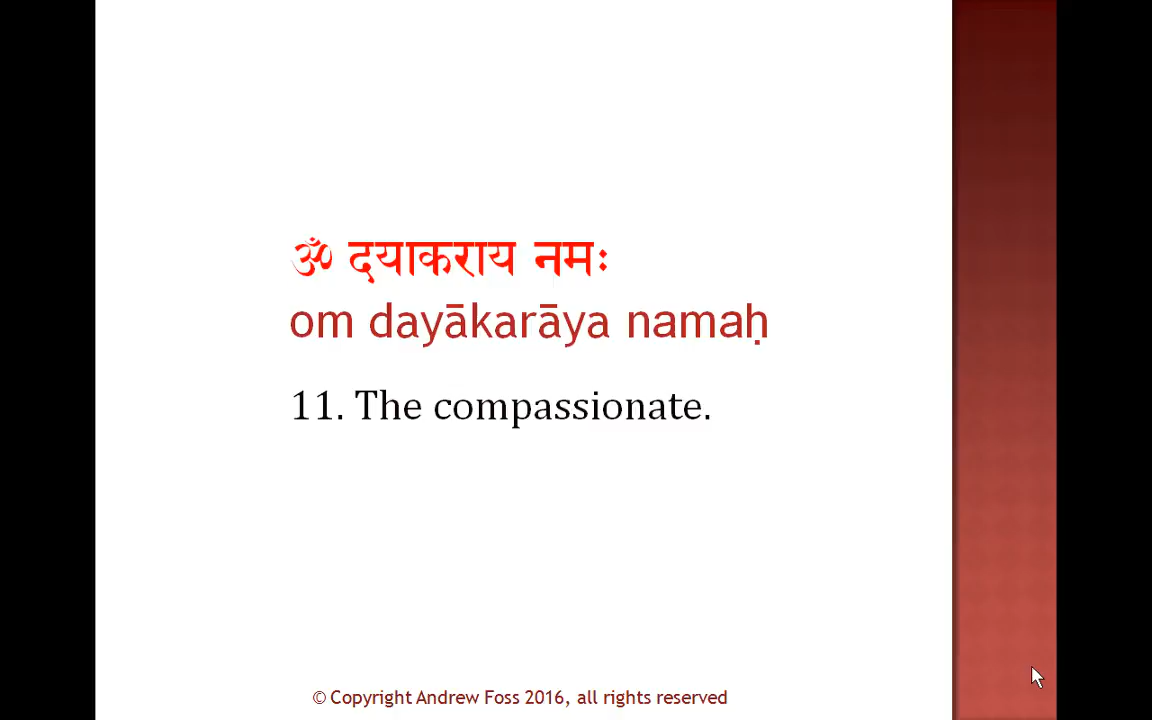 ॐ दयाकराय नमः
om dayākarāya namaḥ
11. The compassionate.
© Copyright Andrew Foss 2016, all rights reserved